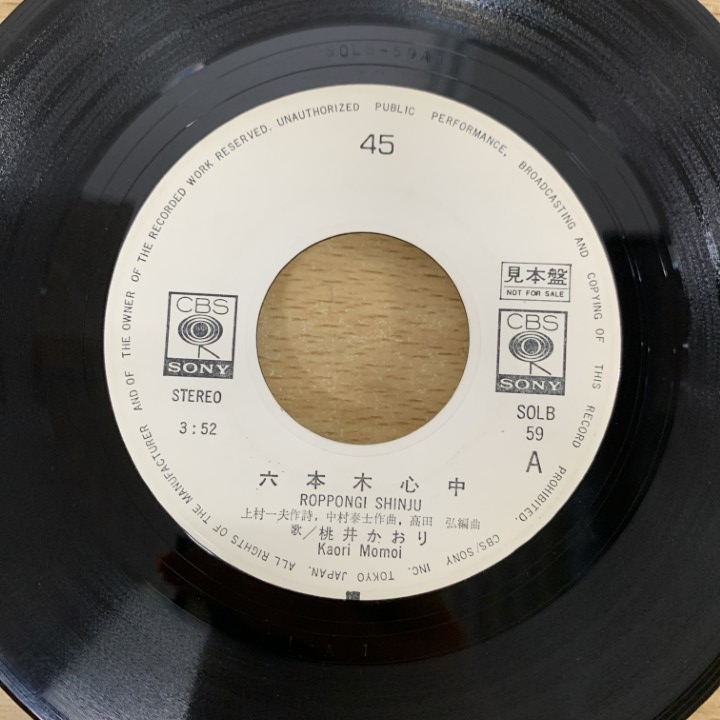 SOLB-59A
ALL RIGHTS OF THE MANUFACTURER AND OF THE OWNER OF THE RECORDED WORK RESERVED. UNAUTHORIZED PUBLIC PERFORMANCE, BROADCASTING AND COPYING OF THIS RECORD PROHIBITED.
45
見本盤
NOT FOR SALE
CBS
SONY
CBS
SONY
STEREO
3:52
SOLB
59
A
六本木心中
ROPPONGI SHINJU
上村一夫作詩, 中村泰士作曲, 高田 弘編曲
歌/桃井かおり
Kaori Momoi
CBS/SONY INC. TOKYO JAPAN.